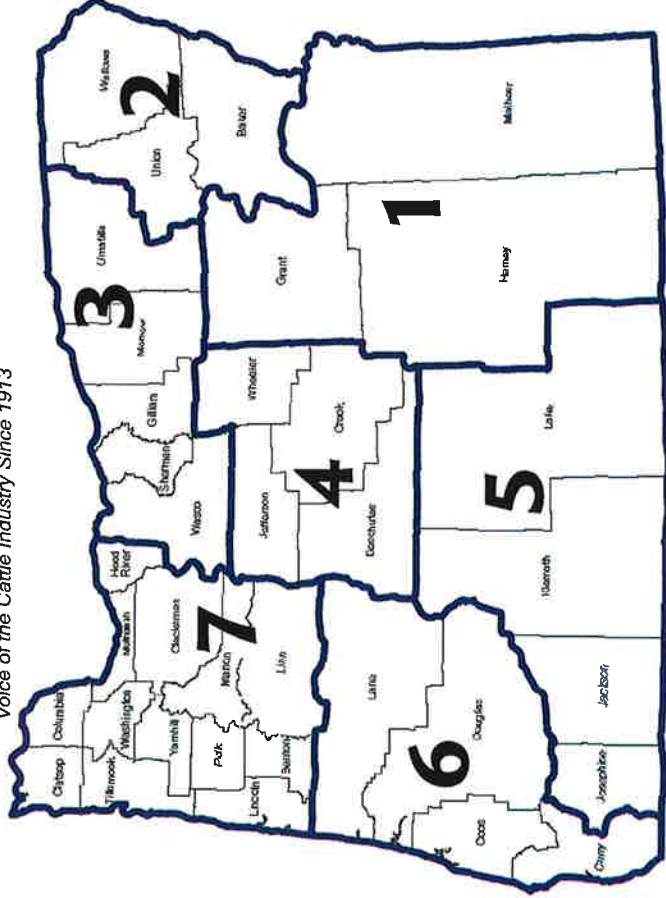 Voice of the Cattle Industry Since 1913
Clatsop
Columbia
Tillamook
Washington
Multnomah
Hood
River
Yamhill
Clackamas
Polk
Marion
7
Lincoln
Benton
Linn
Wasco
Sherman
Gilliam
Morrow
3
Umatilla
Union
Wallowa
2
Baker
Jefferson
Wheeler
4
Crook
Deschutes
Grant
1
Harney
Malheur
Lane
6
Douglas
Coos
Curry
Josephine
Jackson
Klamath
5
Lake